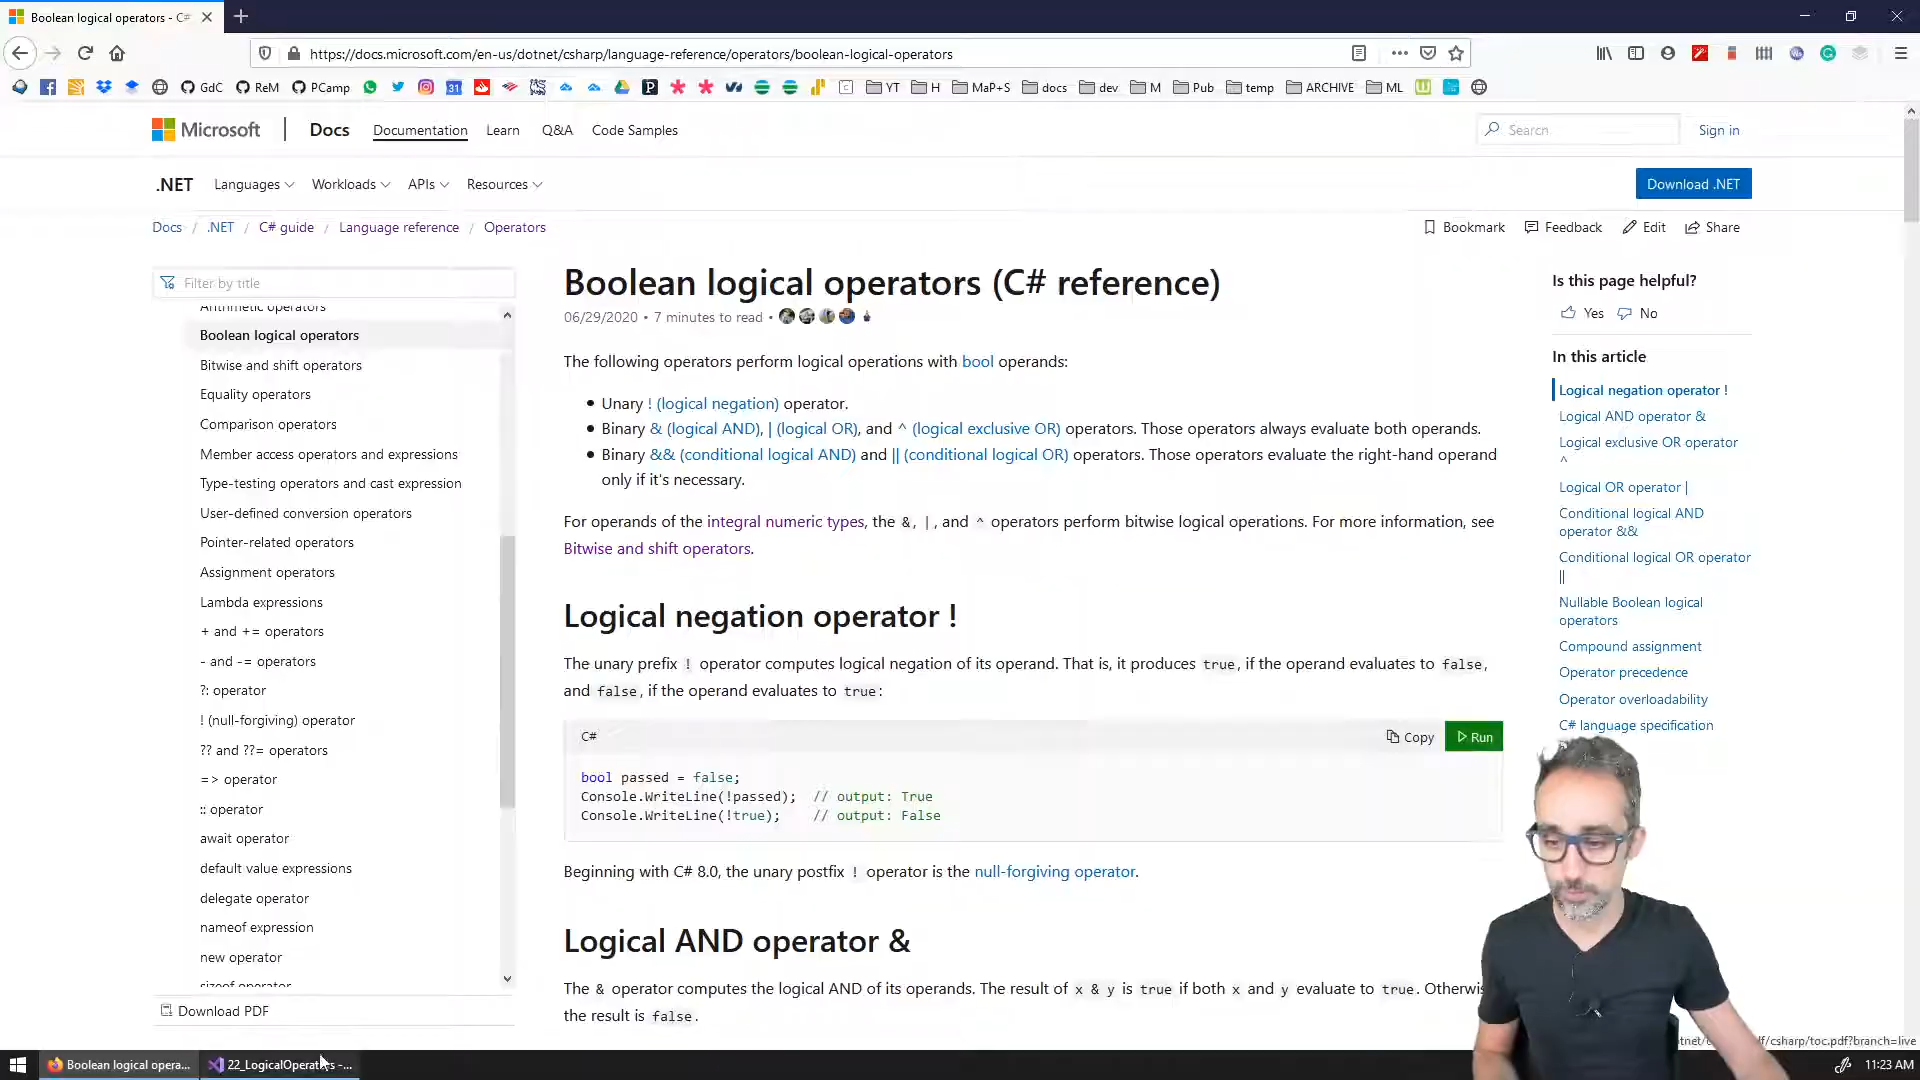 Boolean logical operators - C#
https://docs.microsoft.com/en-us/dotnet/csharp/language-reference/operators/boolean-logical-operators
GdC ReM PCamp YT H MaP+S docs dev M Pub temp ARCHIVE ML
Microsoft Docs Documentation Learn Q&A Code Samples Search Sign in
.NET Languages Workloads APIs Resources Download .NET
Docs / .NET / C# guide / Language reference / Operators
Bookmark Feedback Edit Share
Filter by title
Arithmetic operators
Boolean logical operators
Bitwise and shift operators
Equality operators
Comparison operators
Member access operators and expressions
Type-testing operators and cast expression
User-defined conversion operators
Pointer-related operators
Assignment operators
Lambda expressions
+ and += operators
- and -= operators
?: operator
! (null-forgiving) operator
?? and ??= operators
=> operator
:: operator
await operator
default value expressions
delegate operator
nameof expression
new operator
sizeof operator
Download PDF
Boolean logical operators (C# reference)
06/29/2020 • 7 minutes to read •
The following operators perform logical operations with bool operands:
• Unary ! (logical negation) operator.
• Binary & (logical AND), | (logical OR), and ^ (logical exclusive OR) operators. Those operators always evaluate both operands.
• Binary && (conditional logical AND) and || (conditional logical OR) operators. Those operators evaluate the right-hand operand
only if it's necessary.
For operands of the integral numeric types, the &, |, and ^ operators perform bitwise logical operations. For more information, see
Bitwise and shift operators.
Logical negation operator !
The unary prefix ! operator computes logical negation of its operand. That is, it produces true, if the operand evaluates to false,
and false, if the operand evaluates to true:
C# Copy Run
bool passed = false;
Console.WriteLine(!passed); // output: True
Console.WriteLine(!true); // output: False
Beginning with C# 8.0, the unary postfix ! operator is the null-forgiving operator.
Logical AND operator &
The & operator computes the logical AND of its operands. The result of x & y is true if both x and y evaluate to true. Otherwis
the result is false.
Is this page helpful?
Yes No
In this article
Logical negation operator !
Logical AND operator &
Logical exclusive OR operator
^
Logical OR operator |
Conditional logical AND
operator &&
Conditional logical OR operator
||
Nullable Boolean logical
operators
Compound assignment
Operator precedence
Operator overloadability
C# language specification
df/csharp/toc.pdf?branch=live
Boolean logical opera... 22_LogicalOperators -... 11:23 AM